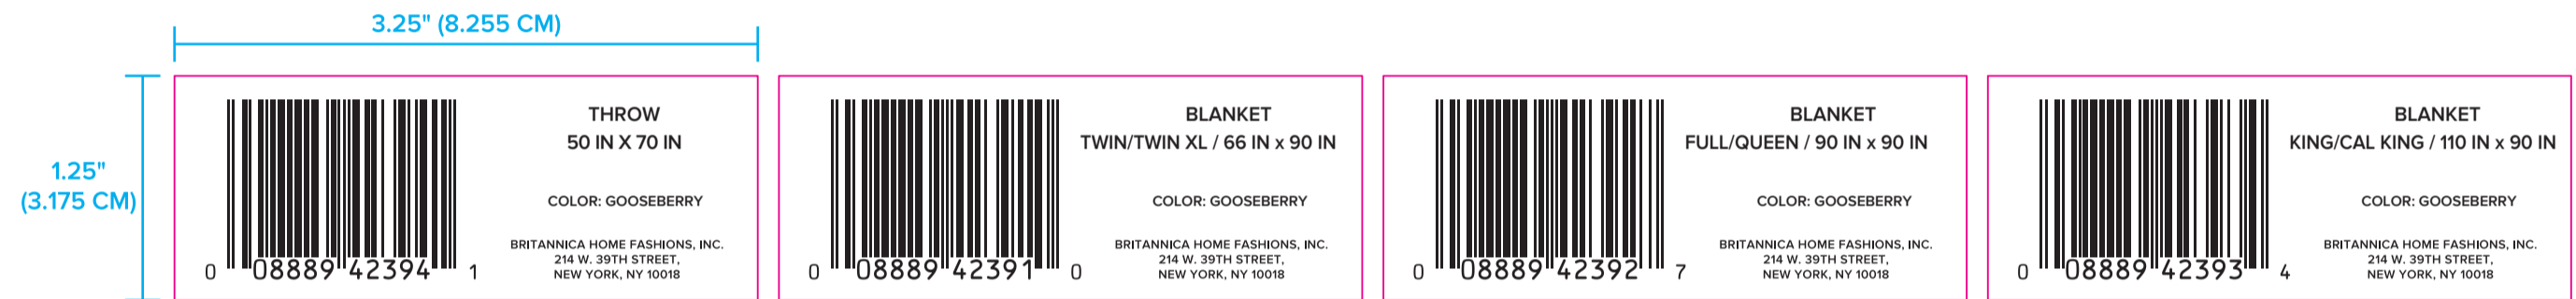 3.25" (8.255 CM)
1.25"
(3.175 CM)
THROW
50 IN X 70 IN
COLOR: GOOSEBERRY
BRITANNICA HOME FASHIONS, INC.
214 W. 39TH STREET,
NEW YORK, NY 10018
0 08889 42394 1
BLANKET
TWIN/TWIN XL / 66 IN x 90 IN
COLOR: GOOSEBERRY
BRITANNICA HOME FASHIONS, INC.
214 W. 39TH STREET,
NEW YORK, NY 10018
0 08889 42391 0
BLANKET
FULL/QUEEN / 90 IN x 90 IN
COLOR: GOOSEBERRY
BRITANNICA HOME FASHIONS, INC.
214 W. 39TH STREET,
NEW YORK, NY 10018
0 08889 42392 7
BLANKET
KING/CAL KING / 110 IN x 90 IN
COLOR: GOOSEBERRY
BRITANNICA HOME FASHIONS, INC.
214 W. 39TH STREET,
NEW YORK, NY 10018
0 08889 42393 4